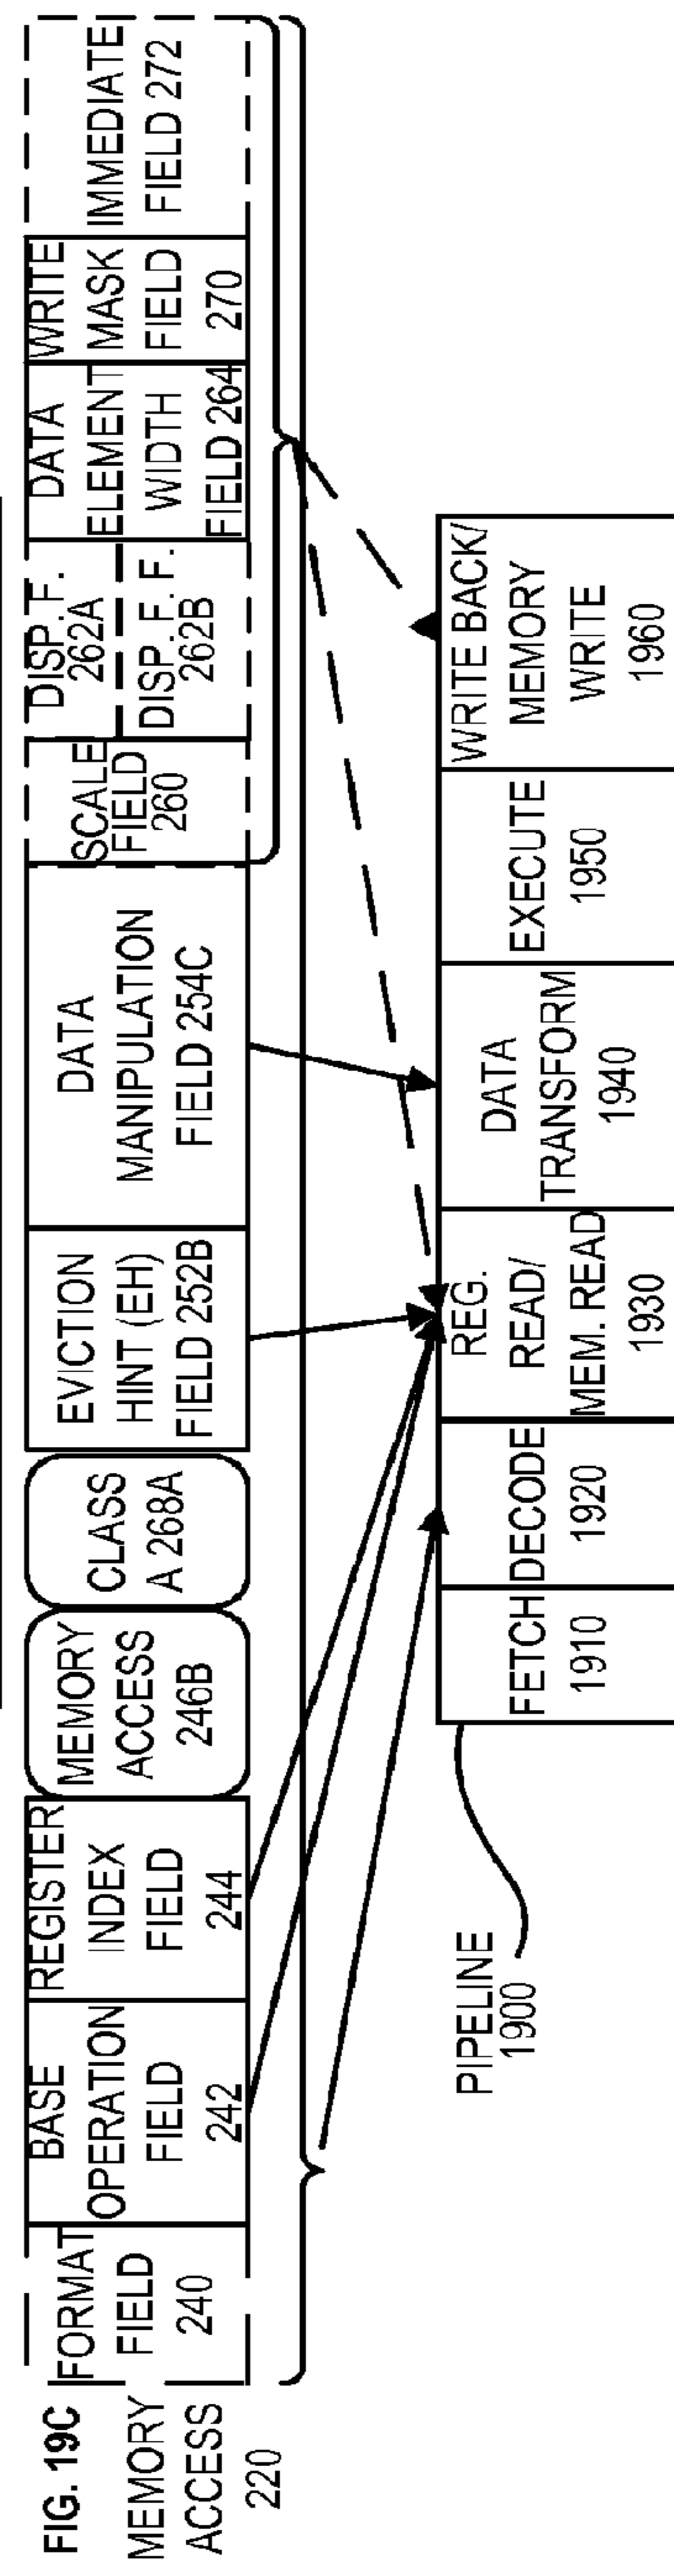 FIG. 19C
MEMORY
ACCESS
220
FORMAT
FIELD
240
BASE
OPERATION
FIELD
242
REGISTER
INDEX
FIELD
244
MEMORY
ACCESS
246B
CLASS
A 268A
EVICTION
HINT (EH)
FIELD 252B
DATA
MANIPULATION
FIELD 254C
SCALE
FIELD
260
DISP. F.
262A
DISP. F. F.
262B
DATA
ELEMENT
WIDTH
FIELD 264
WRITE
MASK
FIELD
270
IMMEDIATE
FIELD 272
PIPELINE
1900
FETCH
1910
DECODE
1920
REG.
READ/
MEM. READ
1930
DATA
TRANSFORM
1940
EXECUTE
1950
WRITE BACK/
MEMORY
WRITE
1960